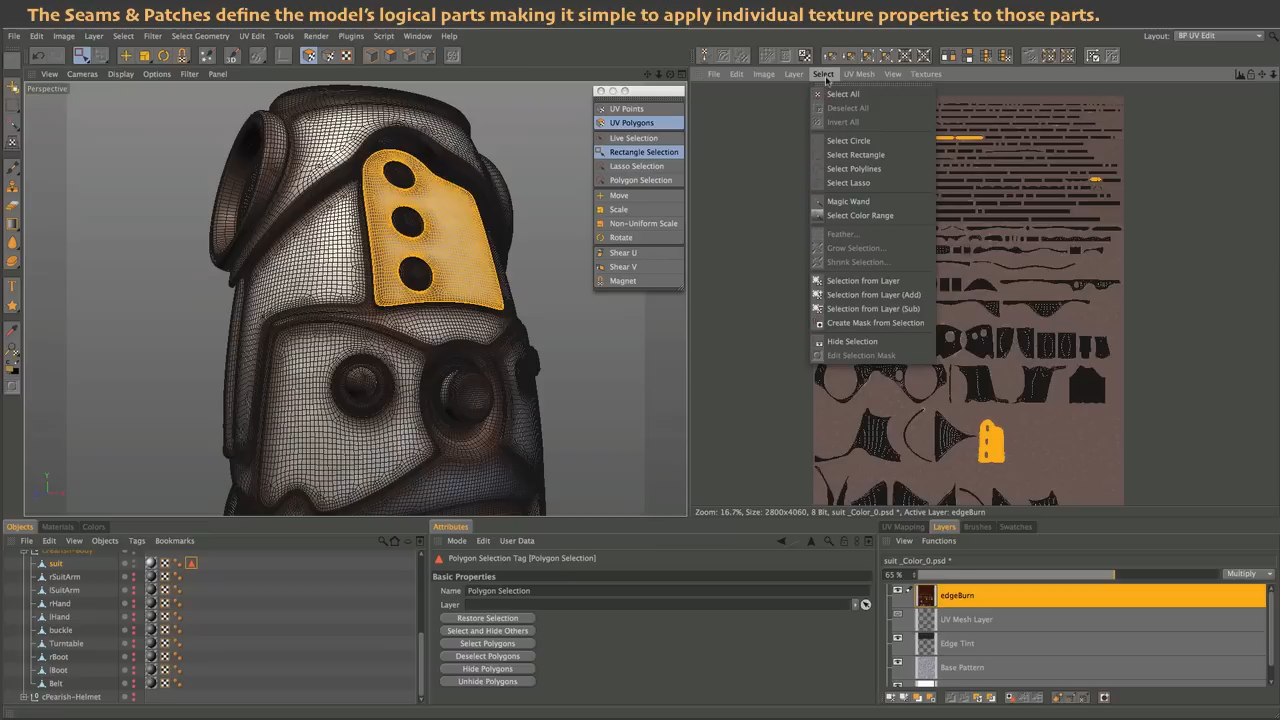 The Seams & Patches define the model's logical parts making it simple to apply individual texture properties to those parts.
File Edit Image Layer Select Filter Select Geometry UV Edit Tools Render Plugins Script Window Help Layout: BP UV Edit
View Cameras Display Options Filter Panel
File Edit Image Layer Select UV Mesh View Textures
Perspective
UV Points
UV Polygons
Live Selection
Rectangle Selection
Lasso Selection
Polygon Selection
Move
Scale
Non-Uniform Scale
Rotate
Shear U
Shear V
Magnet
Select All
Deselect All
Invert All
Select Circle
Select Rectangle
Select Polylines
Select Lasso
Magic Wand
Select Color Range
Feather...
Grow Selection...
Shrink Selection...
Selection from Layer
Selection from Layer (Add)
Selection from Layer (Sub)
Create Mask from Selection
Hide Selection
Edit Selection Mask
Zoom: 16.7%, Size: 2800x4060, 8 Bit, suit _Color_0.psd *, Active Layer: edgeBurn
Objects Materials Colors
File Edit View Objects Tags Bookmarks
suit
rSuitArm
lSuitArm
rHand
lHand
buckle
Turntable
rBoot
lBoot
Belt
cPearish-Helmet
Attributes
Mode Edit User Data
Polygon Selection Tag [Polygon Selection]
Basic Properties
Name Polygon Selection
Layer
Restore Selection
Select and Hide Others
Select Polygons
Deselect Polygons
Hide Polygons
Unhide Polygons
UV Mapping Layers Brushes Swatches
View Functions
suit _Color_0.psd *
65 % Multiply
edgeBurn
UV Mesh Layer
Edge Tint
Base Pattern